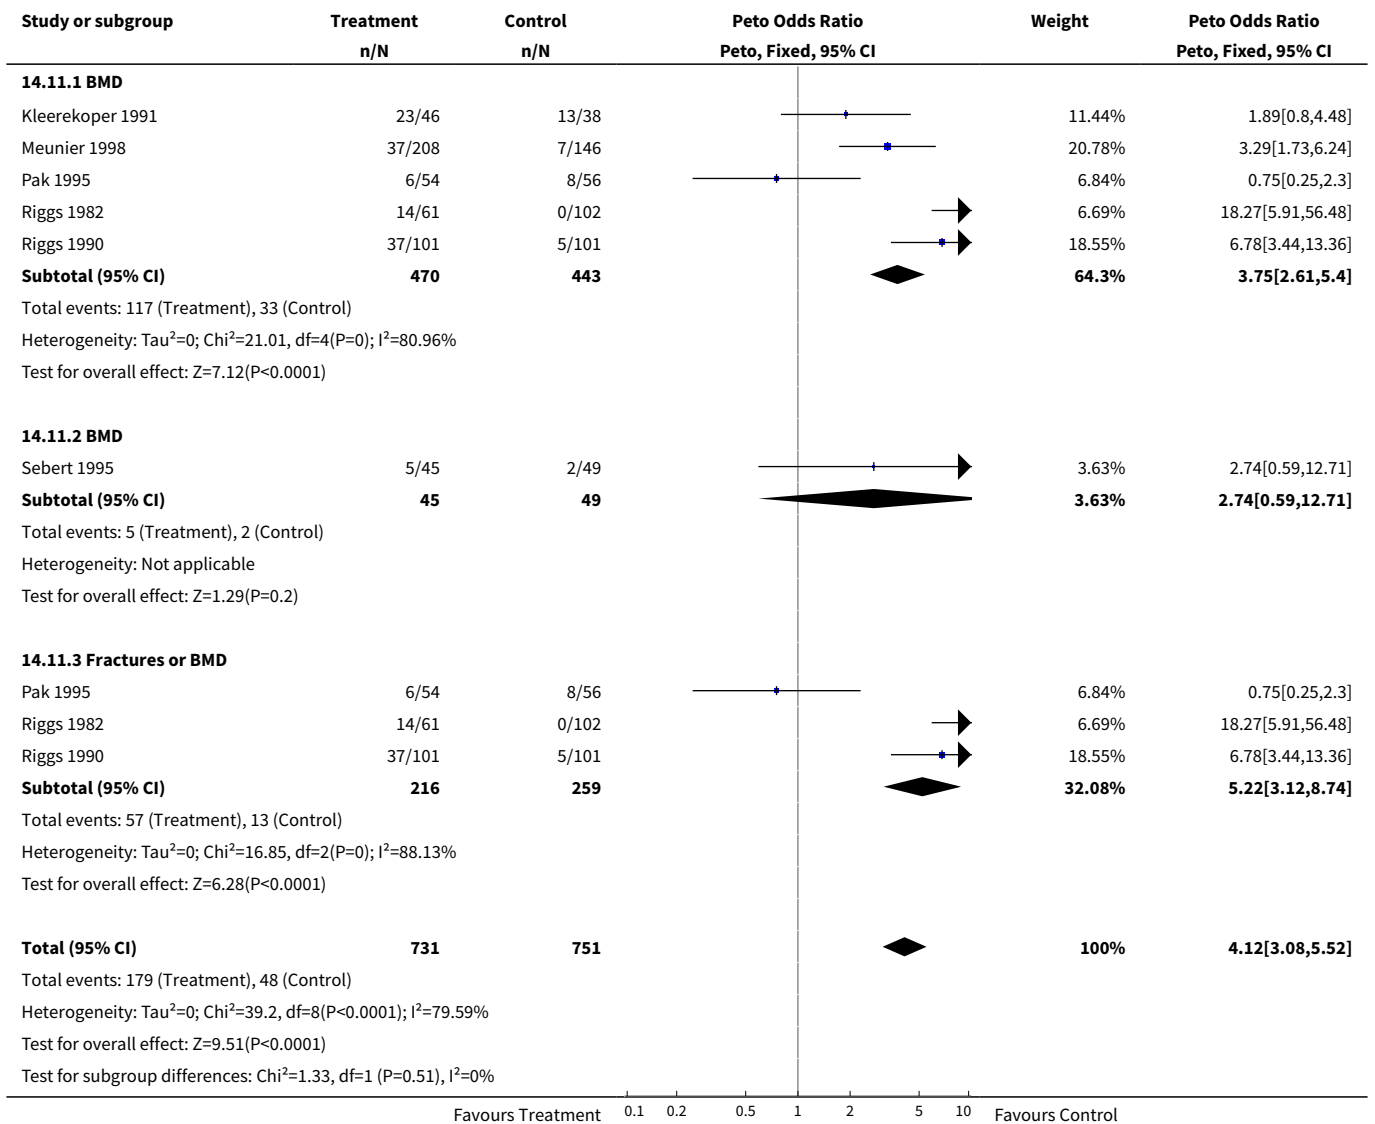 Study or subgroup Treatment Control Peto Odds Ratio Weight Peto Odds Ratio
n/N n/N Peto, Fixed, 95% CI Peto, Fixed, 95% CI
14.11.1 BMD
Kleerekoper 1991 23/46 13/38 11.44% 1.89[0.8,4.48]
Meunier 1998 37/208 7/146 20.78% 3.29[1.73,6.24]
Pak 1995 6/54 8/56 6.84% 0.75[0.25,2.3]
Riggs 1982 14/61 0/102 6.69% 18.27[5.91,56.48]
Riggs 1990 37/101 5/101 18.55% 6.78[3.44,13.36]
Subtotal (95% CI) 470 443 64.3% 3.75[2.61,5.4]
Total events: 117 (Treatment), 33 (Control)
Heterogeneity: Tau²=0; Chi²=21.01, df=4(P=0); I²=80.96%
Test for overall effect: Z=7.12(P<0.0001)
14.11.2 BMD
Sebert 1995 5/45 2/49 3.63% 2.74[0.59,12.71]
Subtotal (95% CI) 45 49 3.63% 2.74[0.59,12.71]
Total events: 5 (Treatment), 2 (Control)
Heterogeneity: Not applicable
Test for overall effect: Z=1.29(P=0.2)
14.11.3 Fractures or BMD
Pak 1995 6/54 8/56 6.84% 0.75[0.25,2.3]
Riggs 1982 14/61 0/102 6.69% 18.27[5.91,56.48]
Riggs 1990 37/101 5/101 18.55% 6.78[3.44,13.36]
Subtotal (95% CI) 216 259 32.08% 5.22[3.12,8.74]
Total events: 57 (Treatment), 13 (Control)
Heterogeneity: Tau²=0; Chi²=16.85, df=2(P=0); I²=88.13%
Test for overall effect: Z=6.28(P<0.0001)
Total (95% CI) 731 751 100% 4.12[3.08,5.52]
Total events: 179 (Treatment), 48 (Control)
Heterogeneity: Tau²=0; Chi²=39.2, df=8(P<0.0001); I²=79.59%
Test for overall effect: Z=9.51(P<0.0001)
Test for subgroup differences: Chi²=1.33, df=1 (P=0.51), I²=0%
Favours Treatment 0.1 0.2 0.5 1 2 5 10 Favours Control